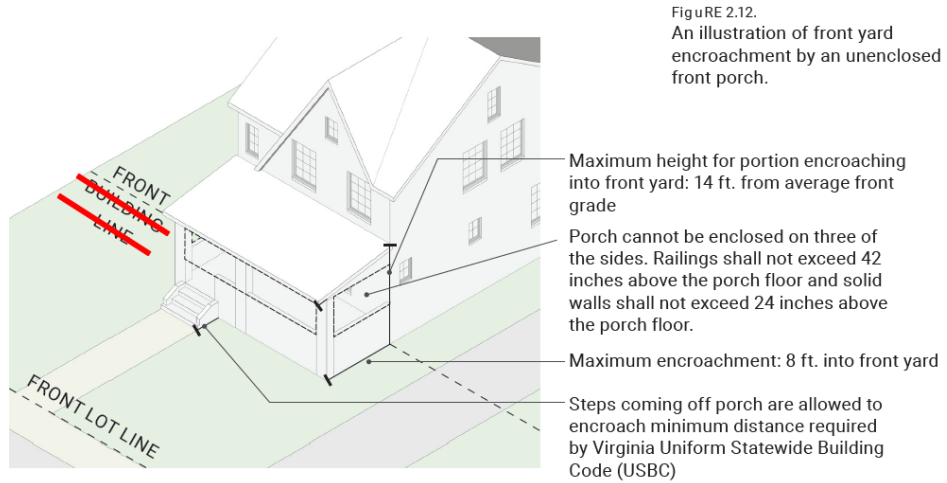 FiguRE 2.12.
An illustration of front yard
encroachment by an unenclosed
front porch.
FRONT
BUILDING
LINE
Maximum height for portion encroaching
into front yard: 14 ft. from average front
grade
Porch cannot be enclosed on three of
the sides. Railings shall not exceed 42
inches above the porch floor and solid
walls shall not exceed 24 inches above
the porch floor.
Maximum encroachment: 8 ft. into front yard
FRONT LOT LINE
Steps coming off porch are allowed to
encroach minimum distance required
by Virginia Uniform Statewide Building
Code (USBC)